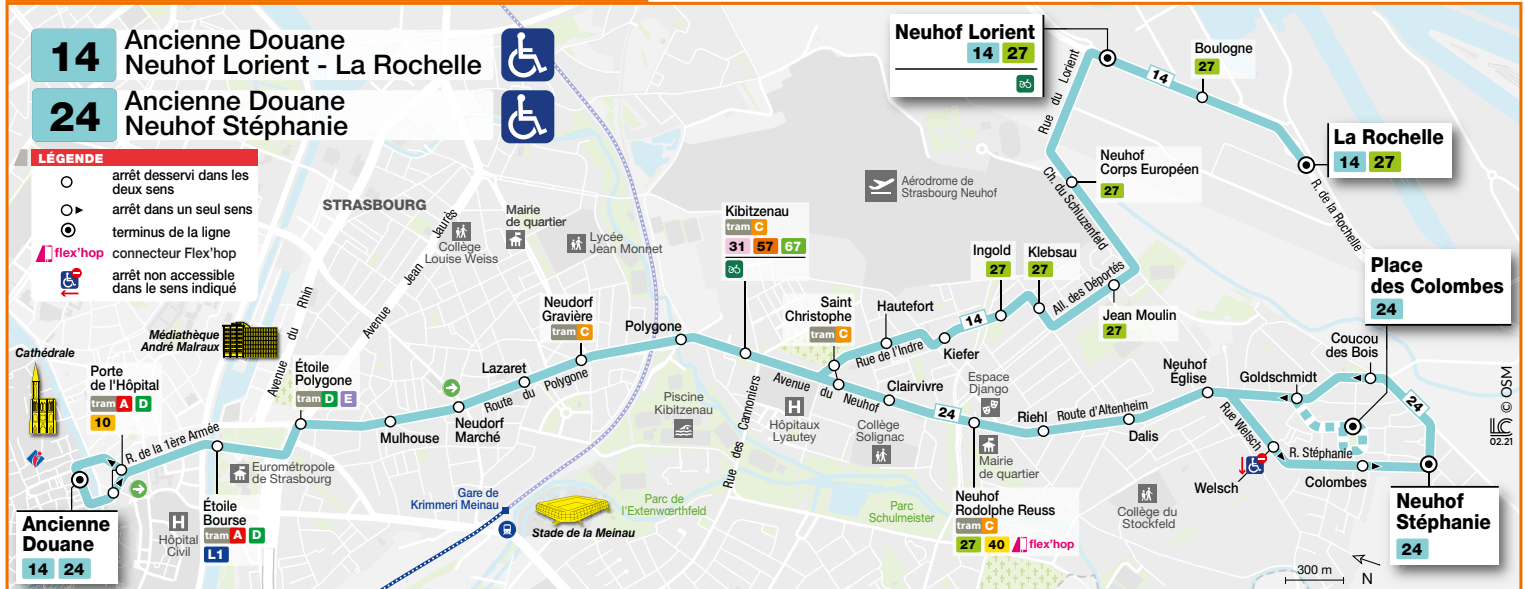 14
Ancienne Douane
Neuhof Lorient - La Rochelle
24
Ancienne Douane
Neuhof Stéphanie
LÉGENDE
arrêt desservi dans les
deux sens
arrêt dans un seul sens
terminus de la ligne
flex'hop connecteur Flex'hop
arrêt non accessible
dans le sens indiqué
STRASBOURG
Cathédrale
Médiathèque
André Malraux
Porte
de l'Hôpital
tram A D
10
R. de la 1ère Armée
Ancienne
Douane
14 24
H
Hôpital
Civil
Étoile
Bourse
tram A D
L1
Eurométropole
de Strasbourg
Avenue du Rhin
Étoile
Polygone
tram D E
Avenue Jean Jaurès
Mulhouse
Neudorf
Marché
Lazaret
Route du Polygone
Neudorf
Gravière
tram C
Collège
Louise Weiss
Mairie
de quartier
Lycée
Jean Monnet
Polygone
Gare de
Krimmeri Meinau
Stade de la Meinau
Parc de
l'Extenwœrthfeld
Piscine
Kibitzenau
Rue des Cannoniers
Kibitzenau
tram C
31 57 67
H
Hôpitaux
Lyautey
Avenue du Neuhof
Saint
Christophe
tram C
Hautefort
Rue de l'Indre
Kiefer
14
Ingold
27
Klebsau
27
All. des Déportés
Jean Moulin
27
Ch. du Schluzenfeld
Neuhof
Corps Européen
27
Rue du Lorient
Aérodrome de
Strasbourg Neuhof
Neuhof Lorient
14 27
14
Boulogne
27
La Rochelle
14 27
R. de la Rochelle
Clairvivre
Collège
Solignac
24
Espace
Django
Mairie
de quartier
Parc
Schulmeister
Neuhof
Rodolphe Reuss
tram C
27 40 flex'hop
Riehl
Route d'Altenheim
Dalis
Collège du
Stockfeld
Neuhof
Église
Rue Welsch
Welsch
R. Stéphanie
Colombes
Goldschmidt
Coucou
des Bois
24
Place
des Colombes
24
Neuhof
Stéphanie
24
300 m
N
© OSM
LC
02.21